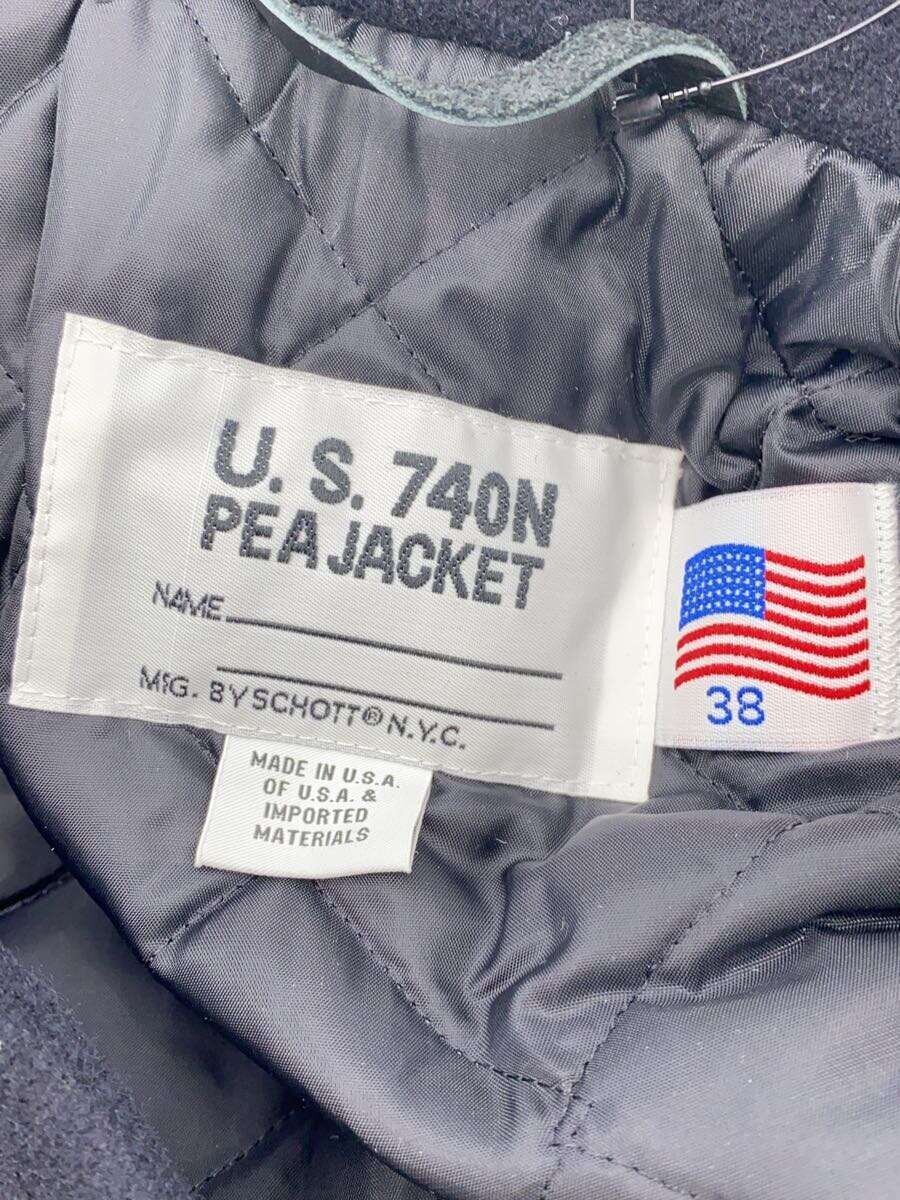 U. S. 740N
PEA JACKET
NAME
MFG. BY SCHOTT® N.Y.C.
38
MADE IN U.S.A.
OF U.S.A. &
IMPORTED
MATERIALS